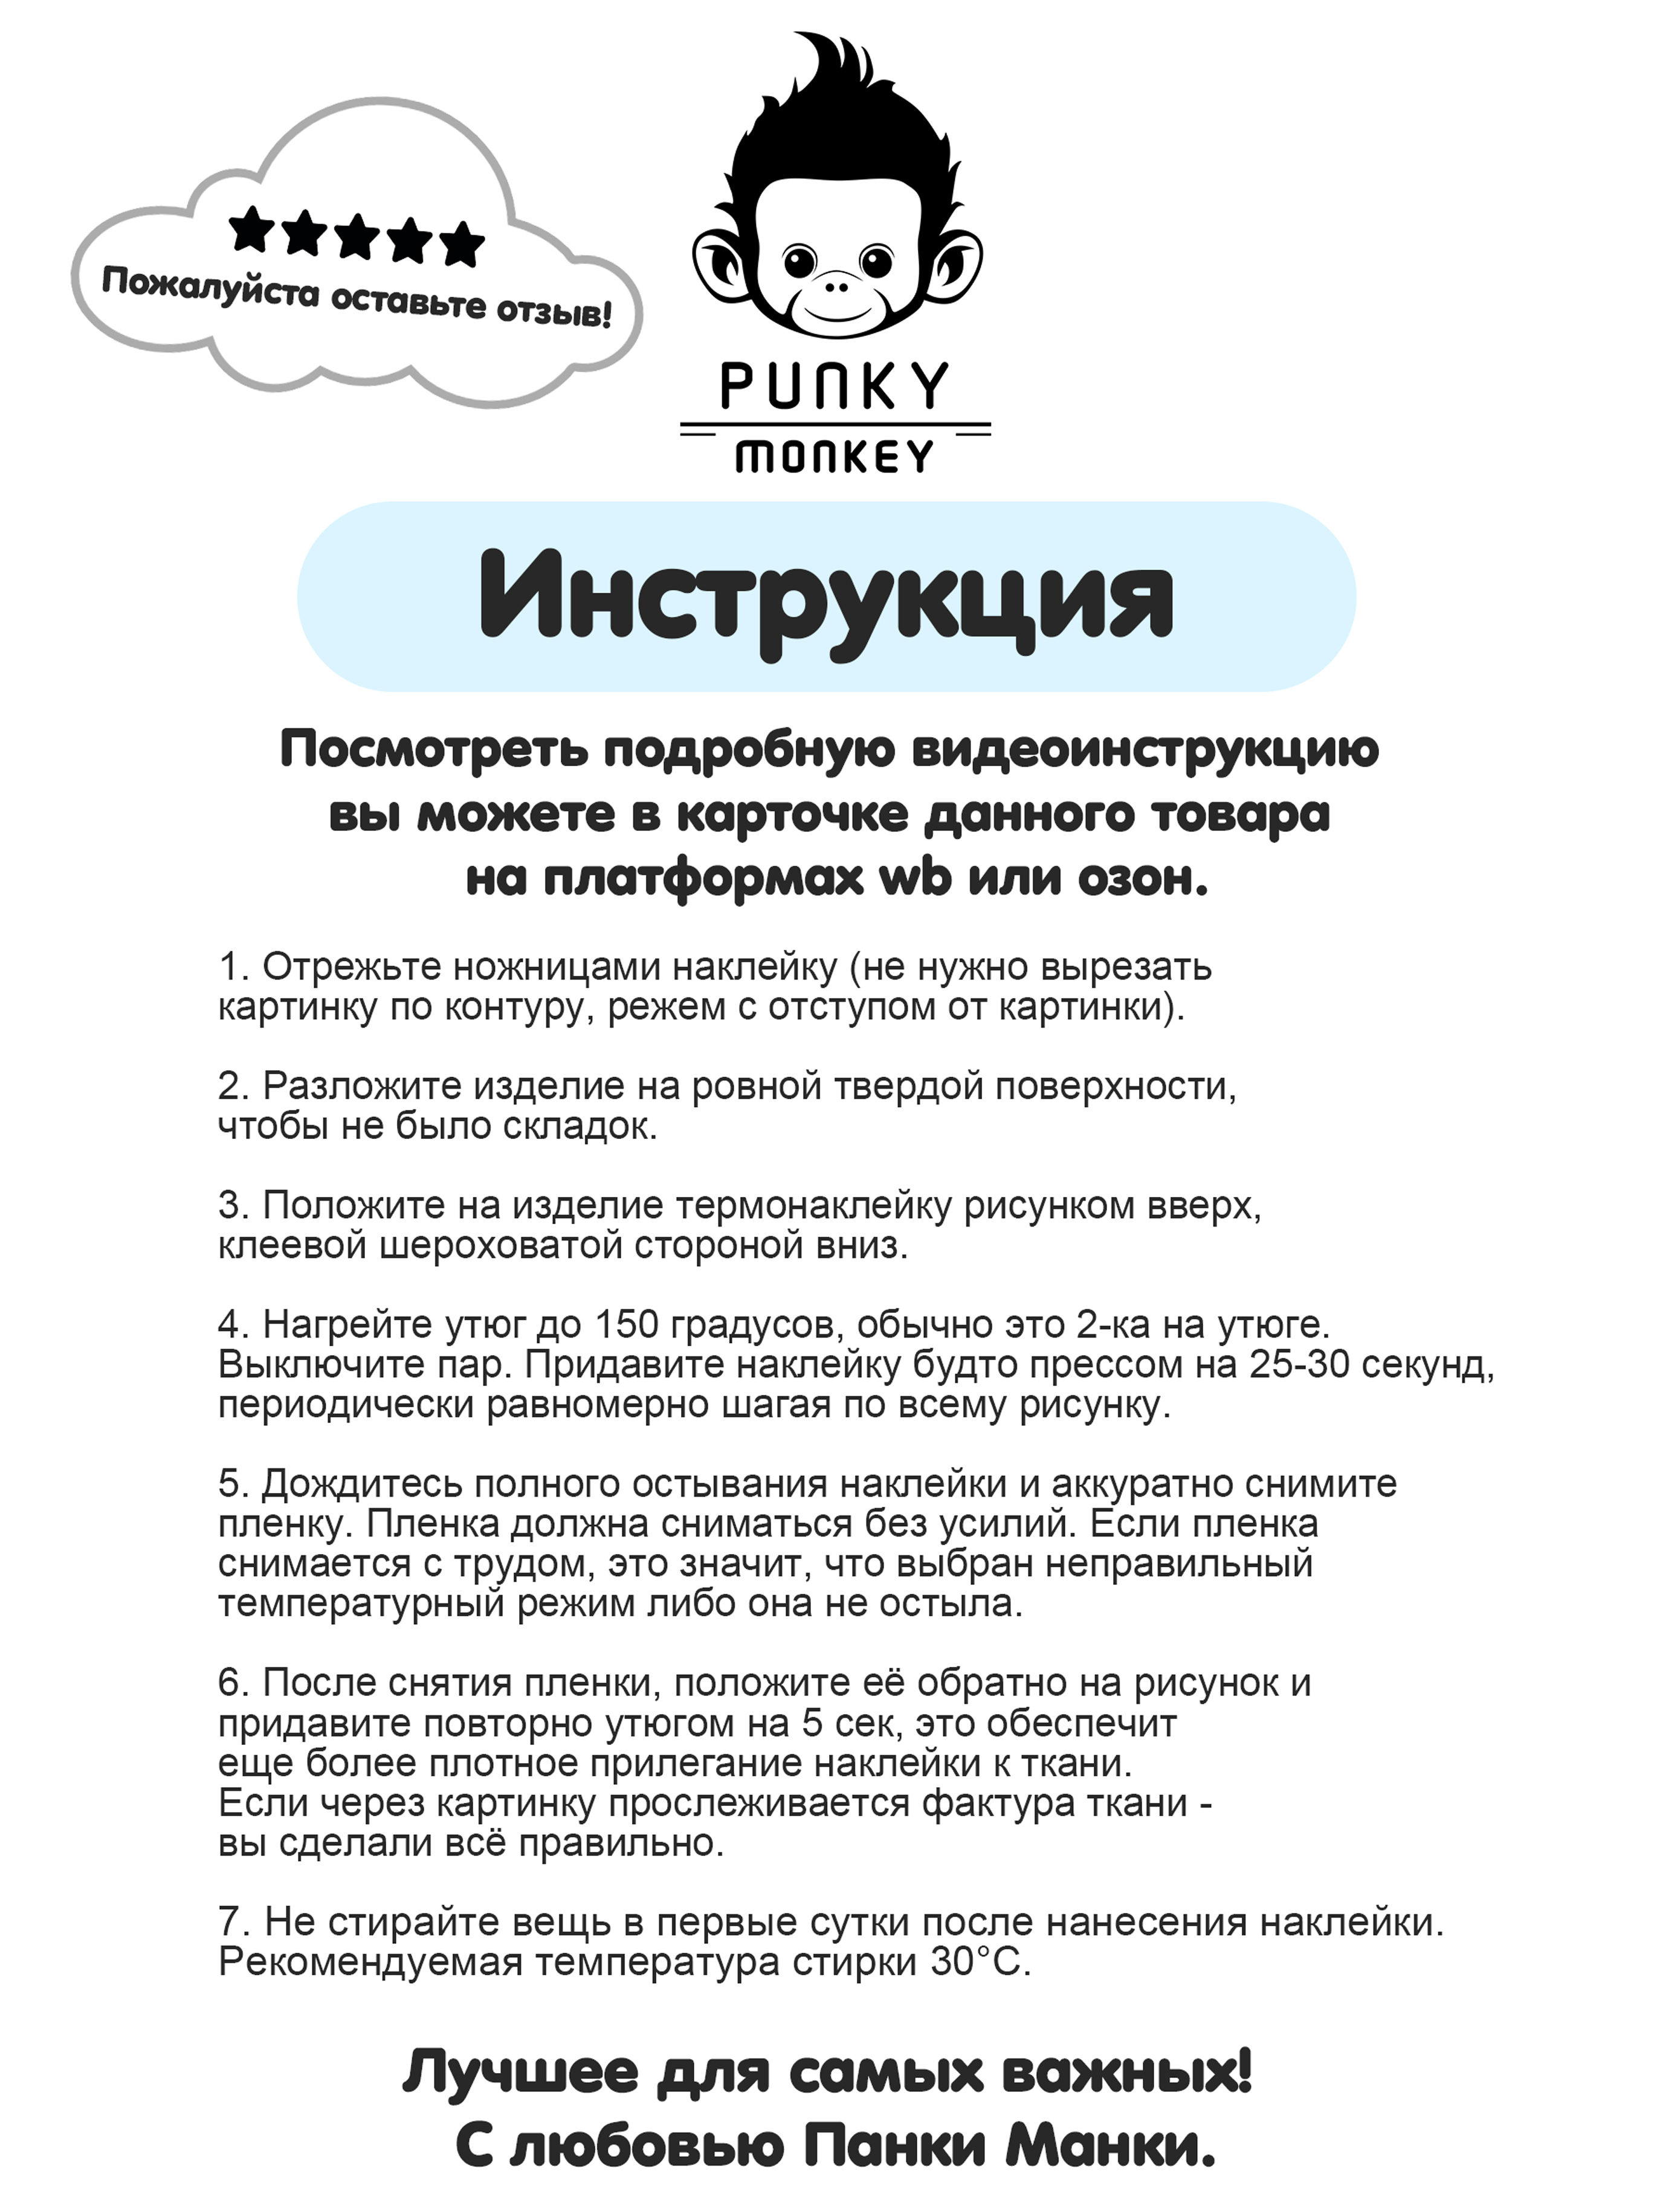 Пожалуйста оставьте отзыв!
PUNKY
MONKEY
Инструкция
Посмотреть подробную видеоинструкцию
вы можете в карточке данного товара
на платформах wb или озон.
1. Отрежьте ножницами наклейку (не нужно вырезать
картинку по контуру, режем с отступом от картинки).
2. Разложите изделие на ровной твердой поверхности,
чтобы не было складок.
3. Положите на изделие термонаклейку рисунком вверх,
клеевой шероховатой стороной вниз.
4. Нагрейте утюг до 150 градусов, обычно это 2-ка на утюге.
Выключите пар. Придавите наклейку будто прессом на 25-30 секунд,
периодически равномерно шагая по всему рисунку.
5. Дождитесь полного остывания наклейки и аккуратно снимите
пленку. Пленка должна сниматься без усилий. Если пленка
снимается с трудом, это значит, что выбран неправильный
температурный режим либо она не остыла.
6. После снятия пленки, положите её обратно на рисунок и
придавите повторно утюгом на 5 сек, это обеспечит
еще более плотное прилегание наклейки к ткани.
Если через картинку прослеживается фактура ткани -
вы сделали всё правильно.
7. Не стирайте вещь в первые сутки после нанесения наклейки.
Рекомендуемая температура стирки 30°C.
Лучшее для самых важных!
С любовью Панки Манки.